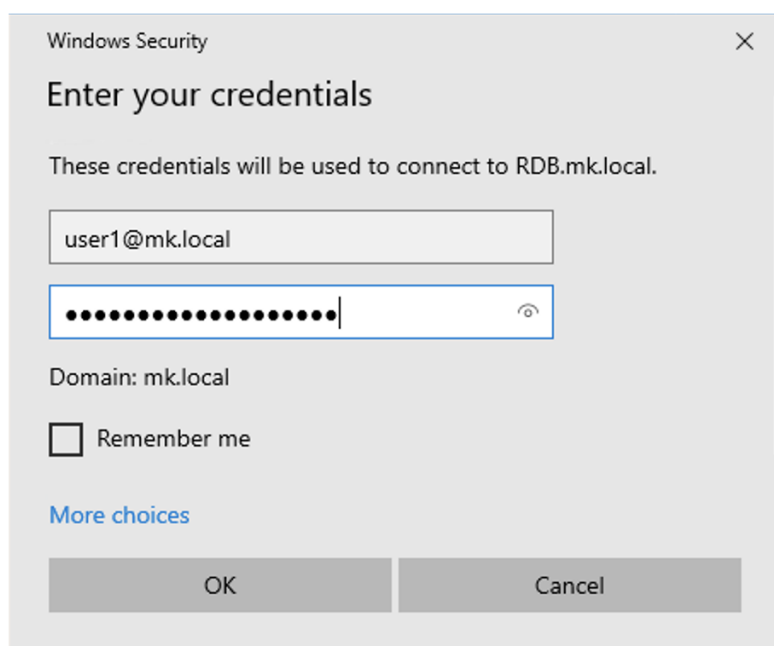 Windows Security
Enter your credentials
These credentials will be used to connect to RDB.mk.local.
user1@mk.local
●●●●●●●●●●●●●●●●●●●
Domain: mk.local
Remember me
More choices
OK
Cancel